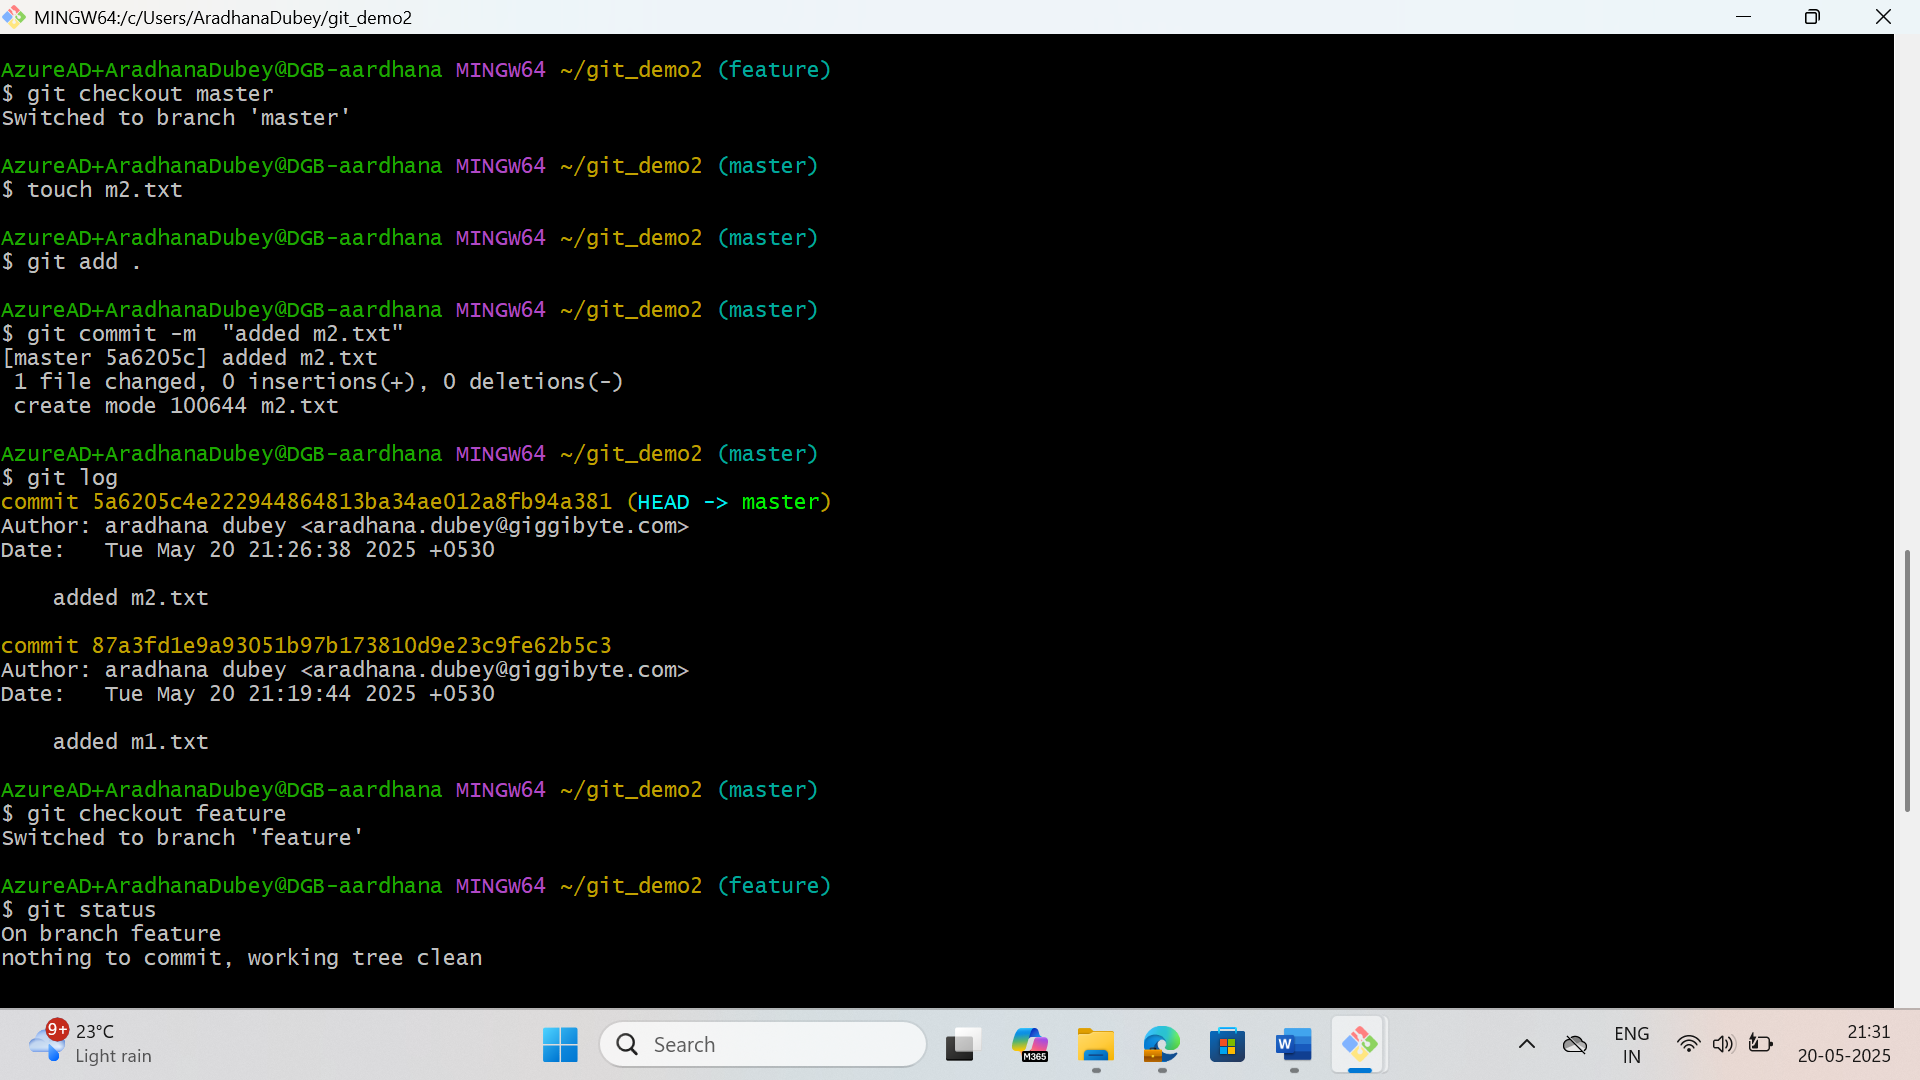 MINGW64:/c/Users/AradhanaDubey/git_demo2
AzureAD+AradhanaDubey@DGB-aardhana MINGW64 ~/git_demo2 (feature)
$ git checkout master
Switched to branch 'master'
AzureAD+AradhanaDubey@DGB-aardhana MINGW64 ~/git_demo2 (master)
$ touch m2.txt
AzureAD+AradhanaDubey@DGB-aardhana MINGW64 ~/git_demo2 (master)
$ git add .
AzureAD+AradhanaDubey@DGB-aardhana MINGW64 ~/git_demo2 (master)
$ git commit -m  "added m2.txt"
[master 5a6205c] added m2.txt
 1 file changed, 0 insertions(+), 0 deletions(-)
 create mode 100644 m2.txt
AzureAD+AradhanaDubey@DGB-aardhana MINGW64 ~/git_demo2 (master)
$ git log
commit 5a6205c4e222944864813ba34ae012a8fb94a381 (HEAD -> master)
Author: aradhana dubey <aradhana.dubey@giggibyte.com>
Date:   Tue May 20 21:26:38 2025 +0530
    added m2.txt
commit 87a3fd1e9a93051b97b173810d9e23c9fe62b5c3
Author: aradhana dubey <aradhana.dubey@giggibyte.com>
Date:   Tue May 20 21:19:44 2025 +0530
    added m1.txt
AzureAD+AradhanaDubey@DGB-aardhana MINGW64 ~/git_demo2 (master)
$ git checkout feature
Switched to branch 'feature'
AzureAD+AradhanaDubey@DGB-aardhana MINGW64 ~/git_demo2 (feature)
$ git status
On branch feature
nothing to commit, working tree clean
9+
23°C
Light rain
Search
M365
W
ENG
IN
21:31
20-05-2025